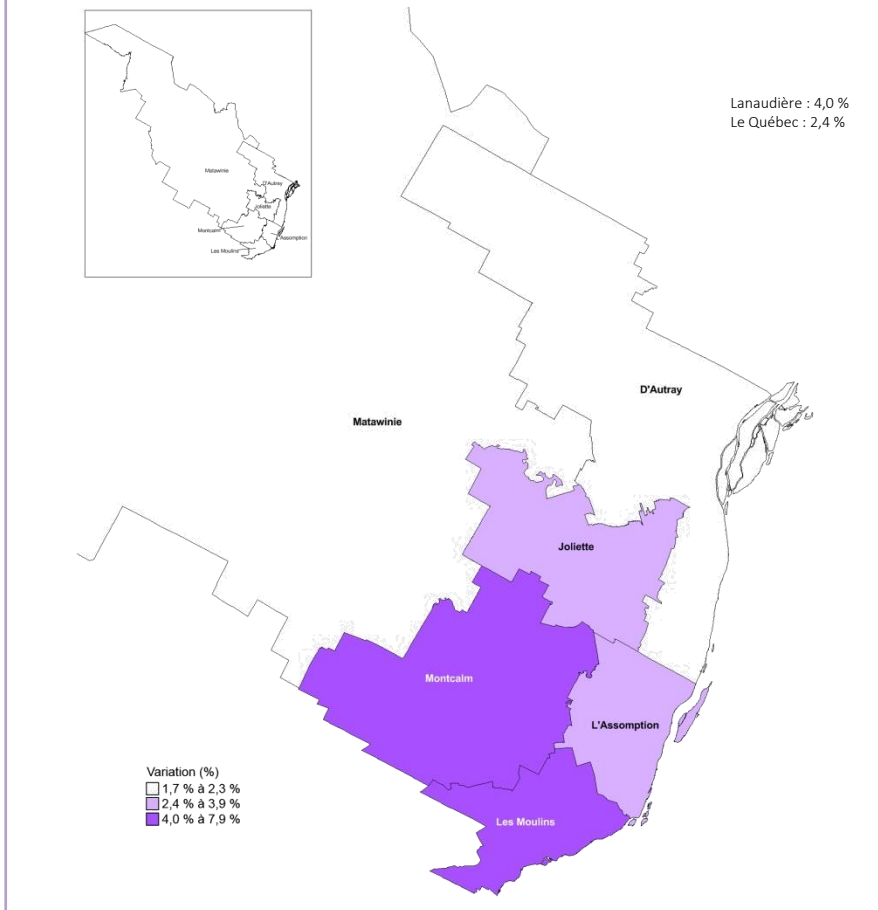 Lanaudière : 4,0 %
Le Québec : 2,4 %
Matawinie
D'Autray
Joliette
Montcalm
L'Assomption
Les Moulins
D'Autray
Matawinie
Joliette
Montcalm
L'Assomption
Les Moulins
Variation (%)
1,7 % à 2,3 %
2,4 % à 3,9 %
4,0 % à 7,9 %